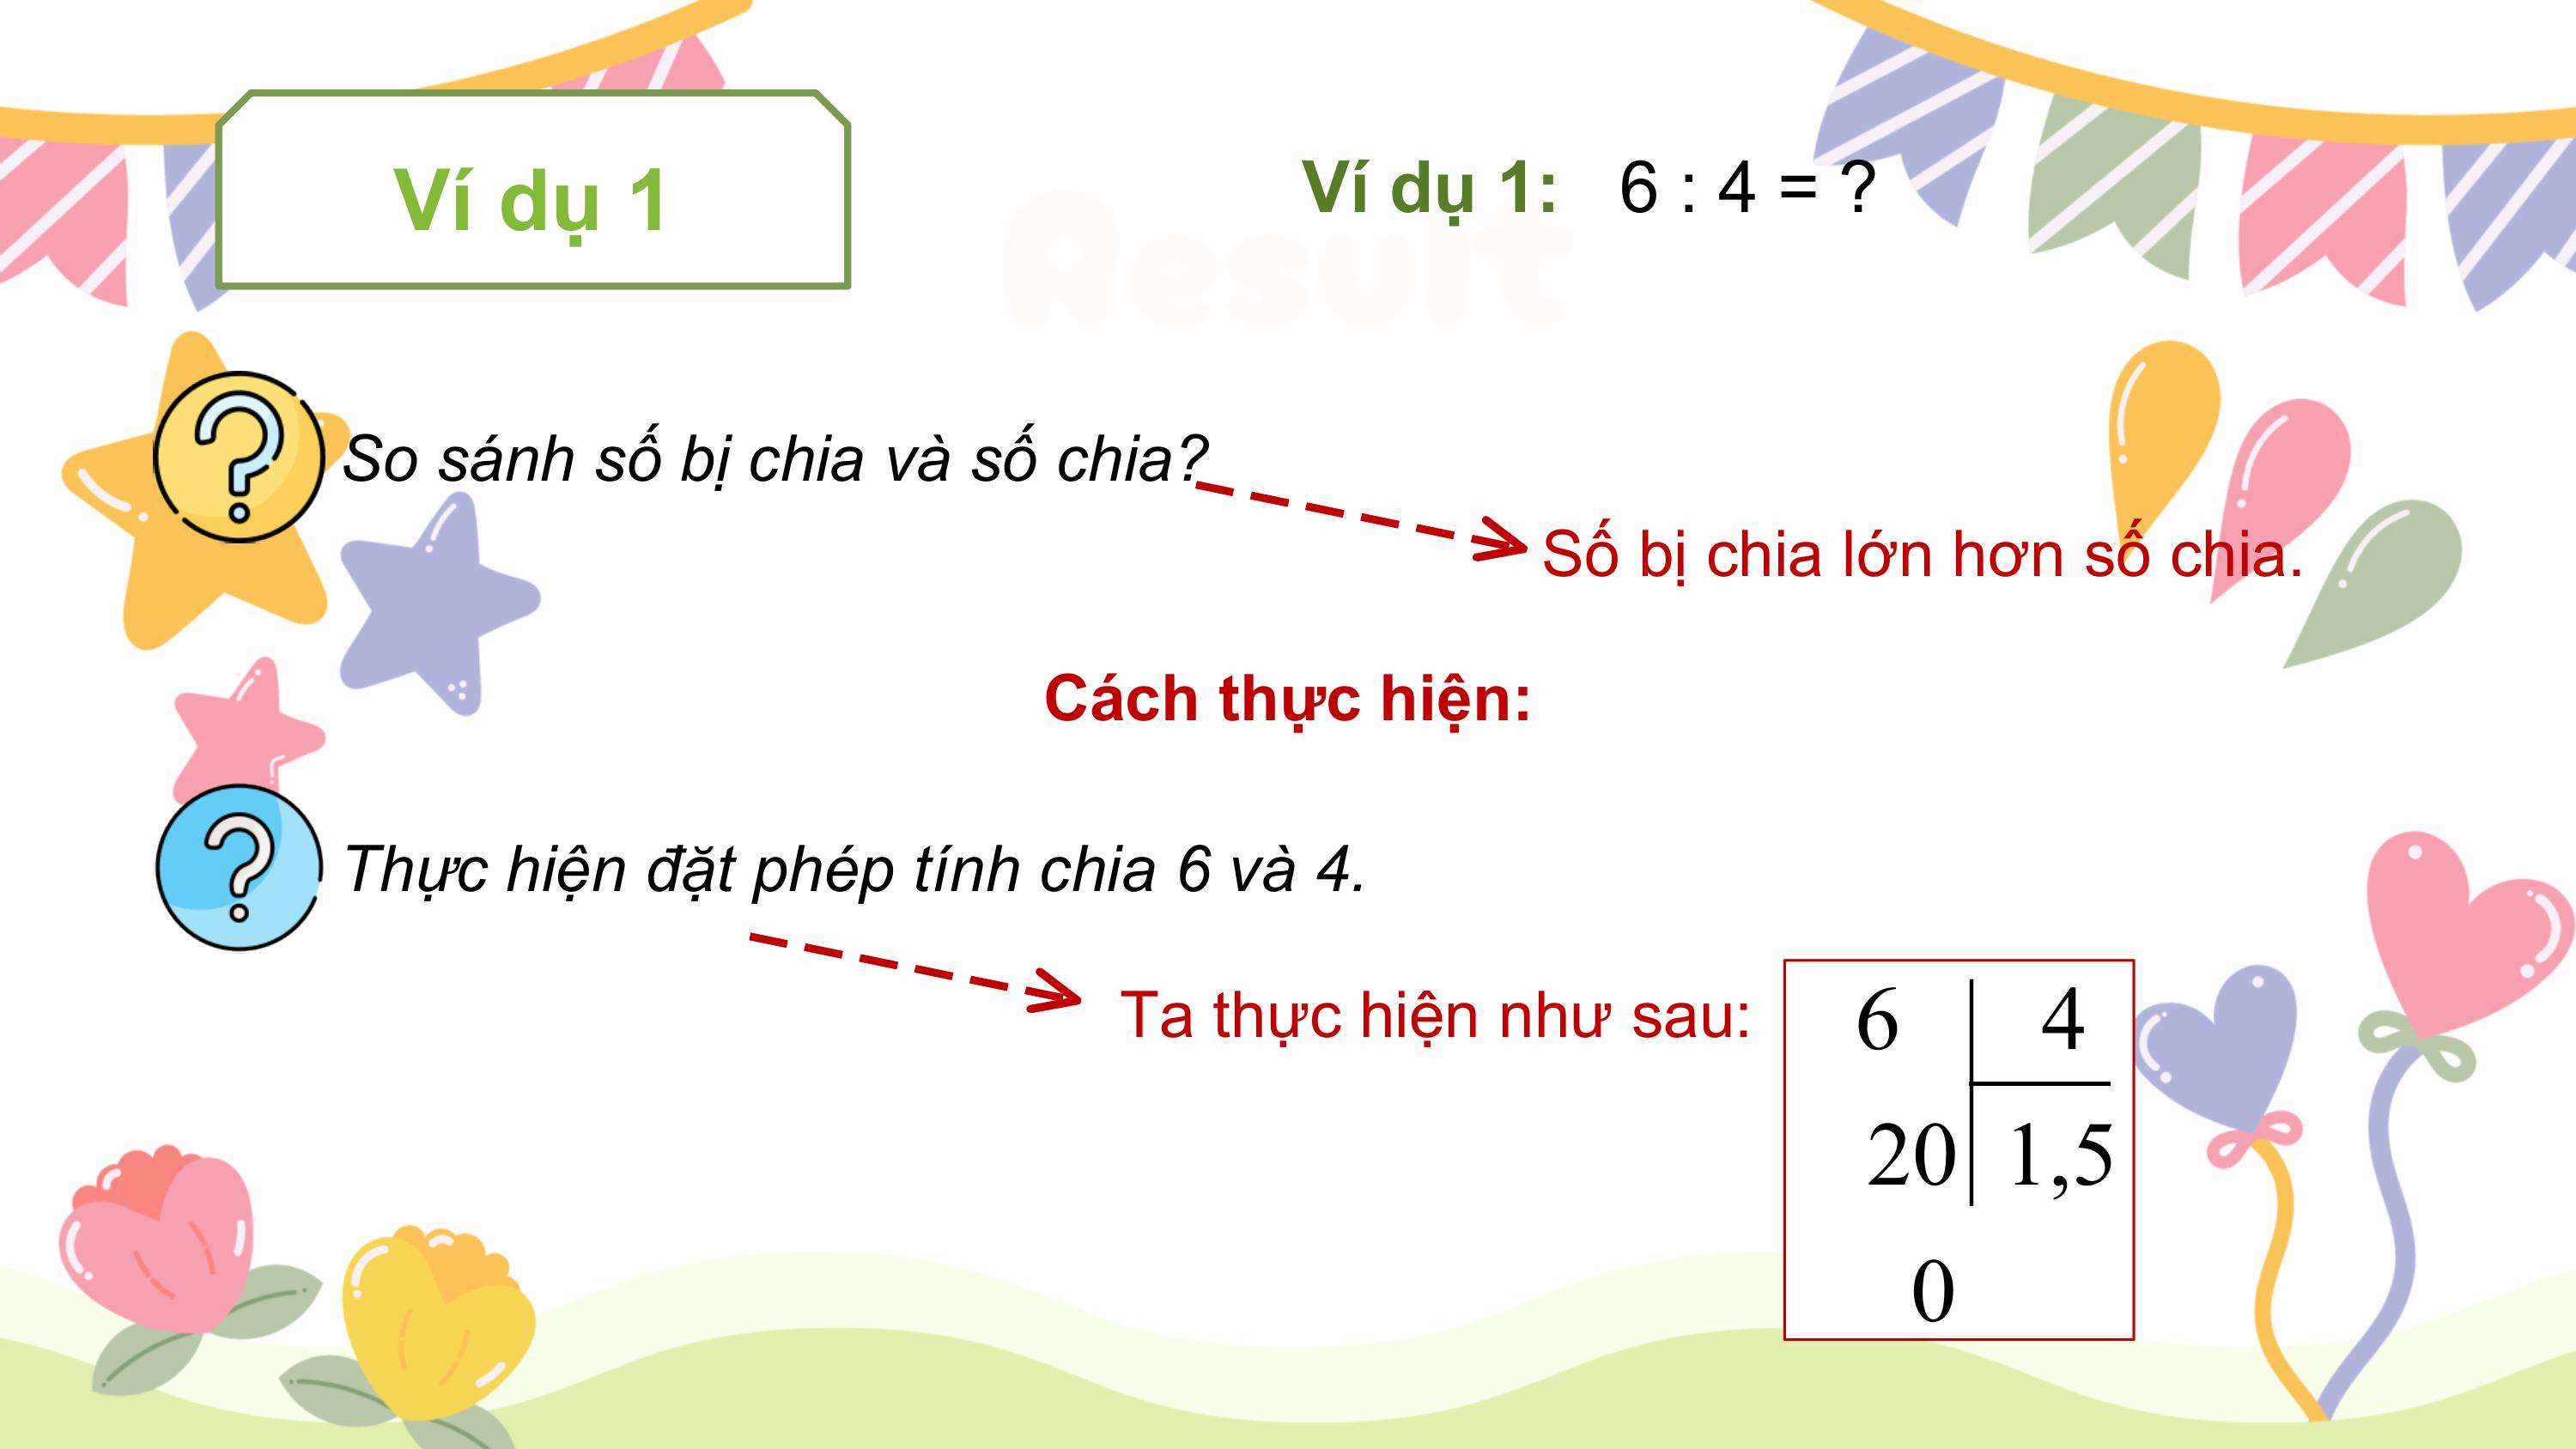 Ví dụ 1
Ví dụ 1: 6 : 4 = ?
Result
So sánh số bị chia và số chia?
Số bị chia lớn hơn số chia.
Cách thực hiện:
Thực hiện đặt phép tính chia 6 và 4.
Ta thực hiện như sau:
6 4
20 1,5
0